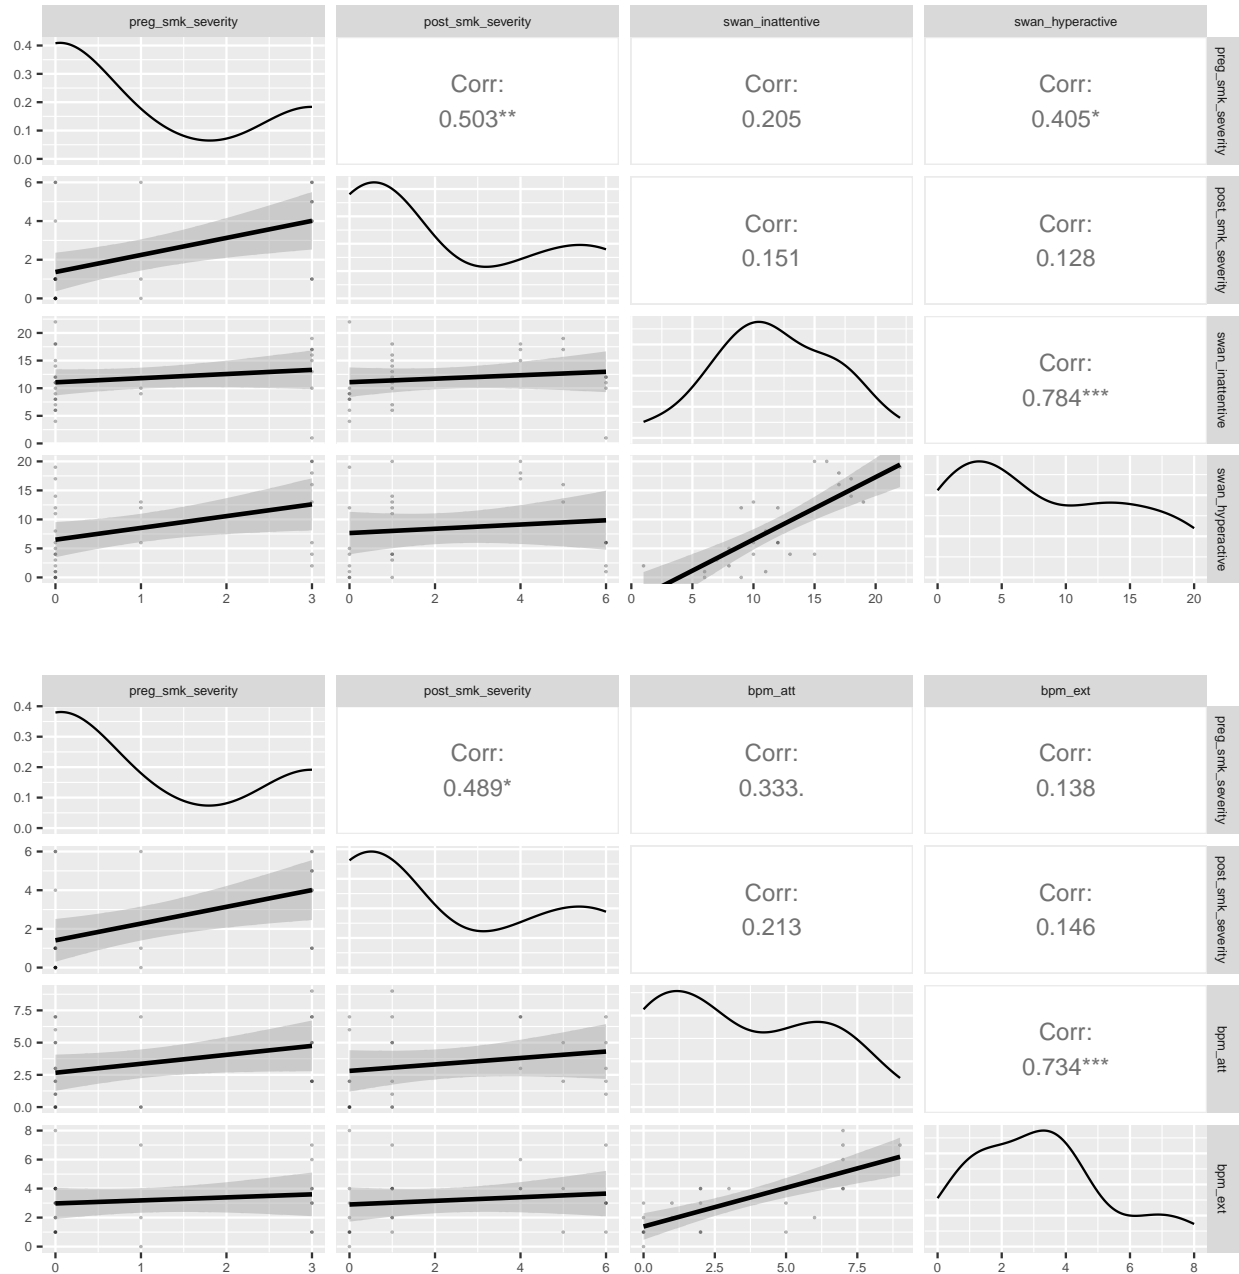 preg_smk_severity post_smk_severity swan_inattentive swan_hyperactive
0.4
0.3
0.2
0.1
0.0
Corr:
0.503**
Corr:
0.205
Corr:
0.405*
preg_smk_severity
6
4
2
0
Corr:
0.151
Corr:
0.128
post_smk_severity
20
15
10
5
0
Corr:
0.784***
swan_inattentive
20
15
10
5
0
swan_hyperactive
0 1 2 3 0 2 4 6 0 5 10 15 20 0 5 10 15 20
preg_smk_severity post_smk_severity bpm_att bpm_ext
0.4
0.3
0.2
0.1
0.0
Corr:
0.489*
Corr:
0.333.
Corr:
0.138
preg_smk_severity
6
4
2
0
Corr:
0.213
Corr:
0.146
post_smk_severity
7.5
5.0
2.5
0.0
Corr:
0.734***
bpm_att
8
6
4
2
0
bpm_ext
0 1 2 3 0 2 4 6 0.0 2.5 5.0 7.5 0 2 4 6 8